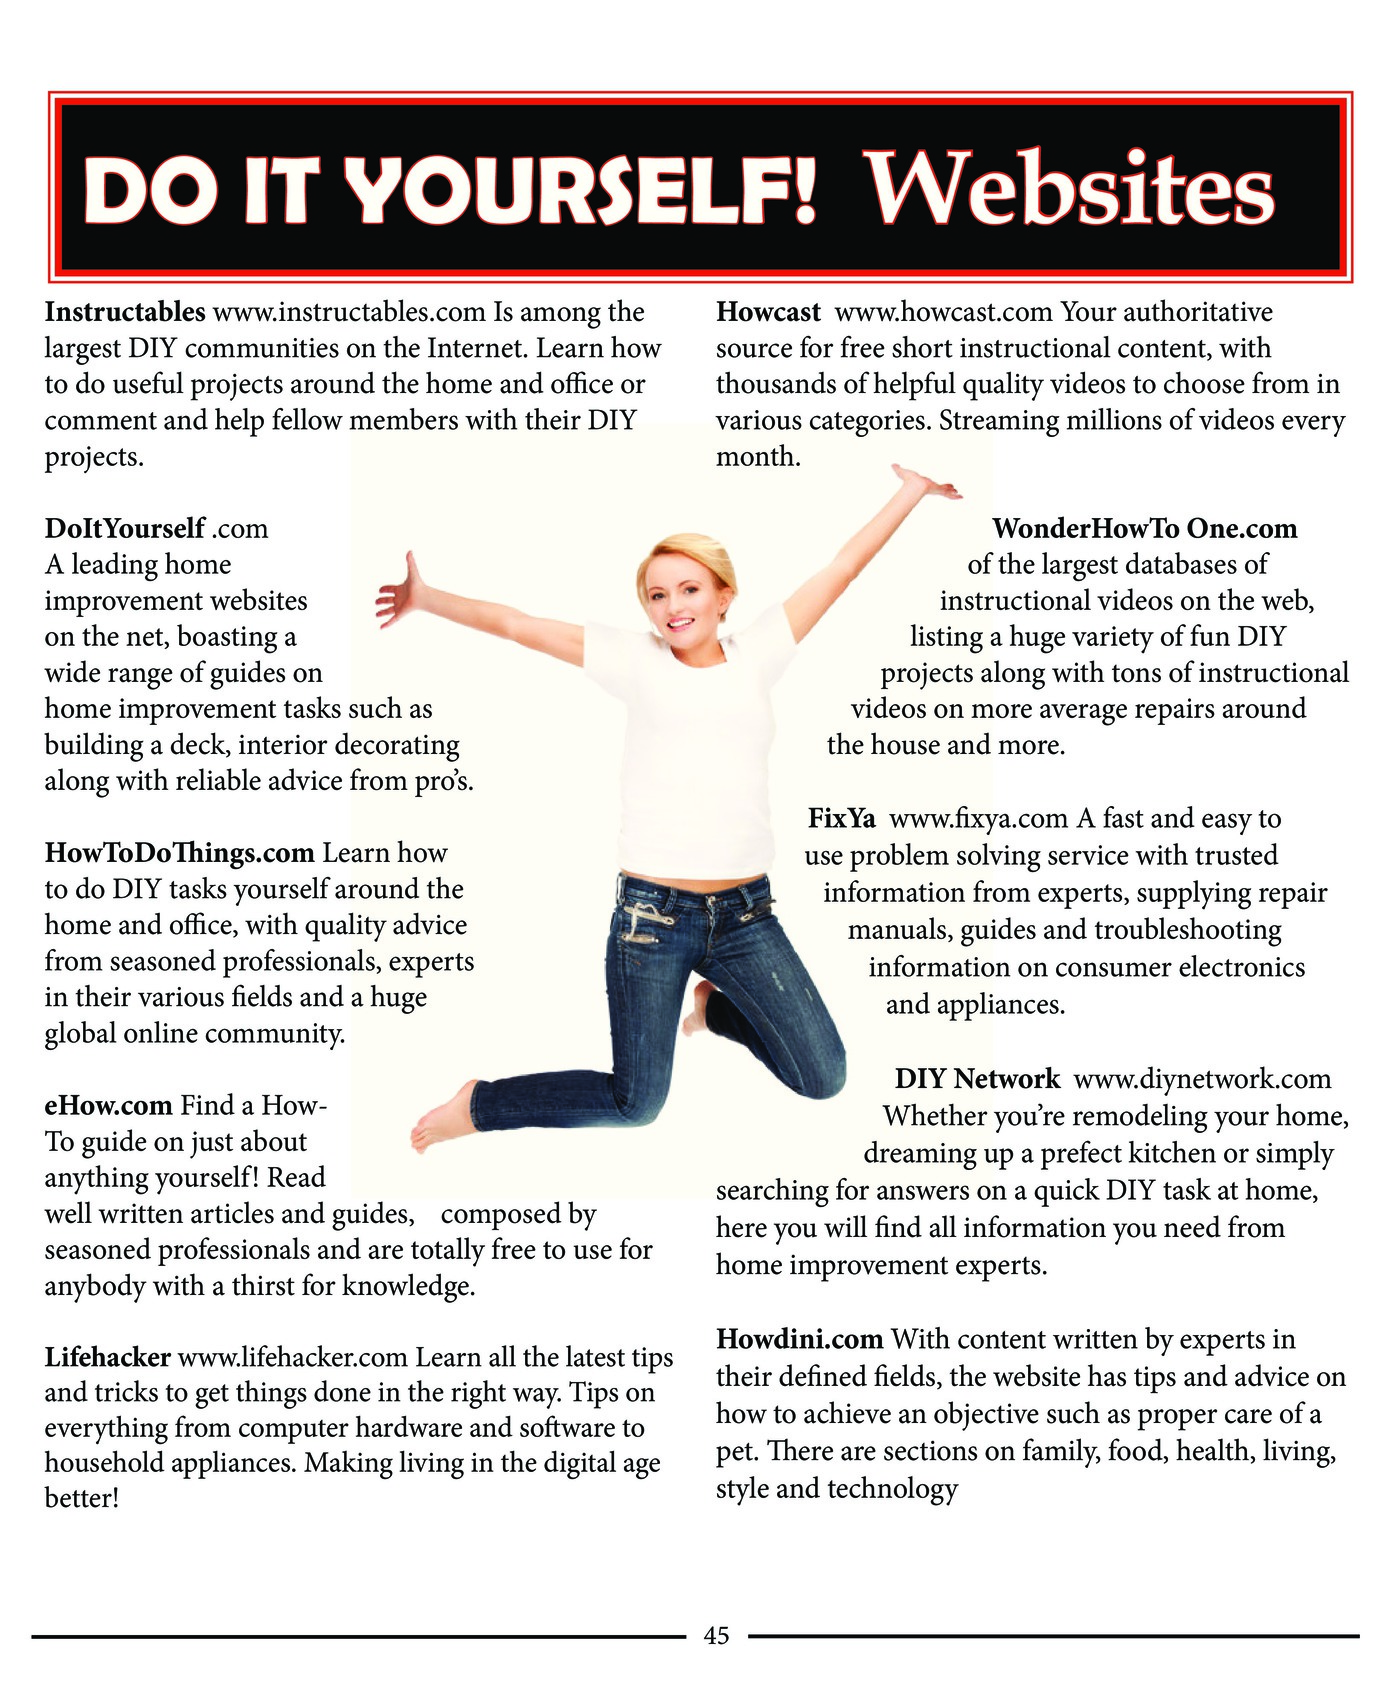 DO IT YOURSELF! Websites
Instructables www.instructables.com Is among the
largest DIY communities on the Internet. Learn how
to do useful projects around the home and office or
comment and help fellow members with their DIY
projects.
DoItYourself .com
A leading home
improvement websites
on the net, boasting a
wide range of guides on
home improvement tasks such as
building a deck, interior decorating
along with reliable advice from pro's.
HowToDoThings.com Learn how
to do DIY tasks yourself around the
home and office, with quality advice
from seasoned professionals, experts
in their various fields and a huge
global online community.
eHow.com Find a How-
To guide on just about
anything yourself! Read
well written articles and guides, composed by
seasoned professionals and are totally free to use for
anybody with a thirst for knowledge.
Lifehacker www.lifehacker.com Learn all the latest tips
and tricks to get things done in the right way. Tips on
everything from computer hardware and software to
household appliances. Making living in the digital age
better!
Howcast www.howcast.com Your authoritative
source for free short instructional content, with
thousands of helpful quality videos to choose from in
various categories. Streaming millions of videos every
month.
WonderHowTo One.com
of the largest databases of
instructional videos on the web,
listing a huge variety of fun DIY
projects along with tons of instructional
videos on more average repairs around
the house and more.
FixYa www.fixya.com A fast and easy to
use problem solving service with trusted
information from experts, supplying repair
manuals, guides and troubleshooting
information on consumer electronics
and appliances.
DIY Network www.diynetwork.com
Whether you're remodeling your home,
dreaming up a prefect kitchen or simply
searching for answers on a quick DIY task at home,
here you will find all information you need from
home improvement experts.
Howdini.com With content written by experts in
their defined fields, the website has tips and advice on
how to achieve an objective such as proper care of a
pet. There are sections on family, food, health, living,
style and technology
45